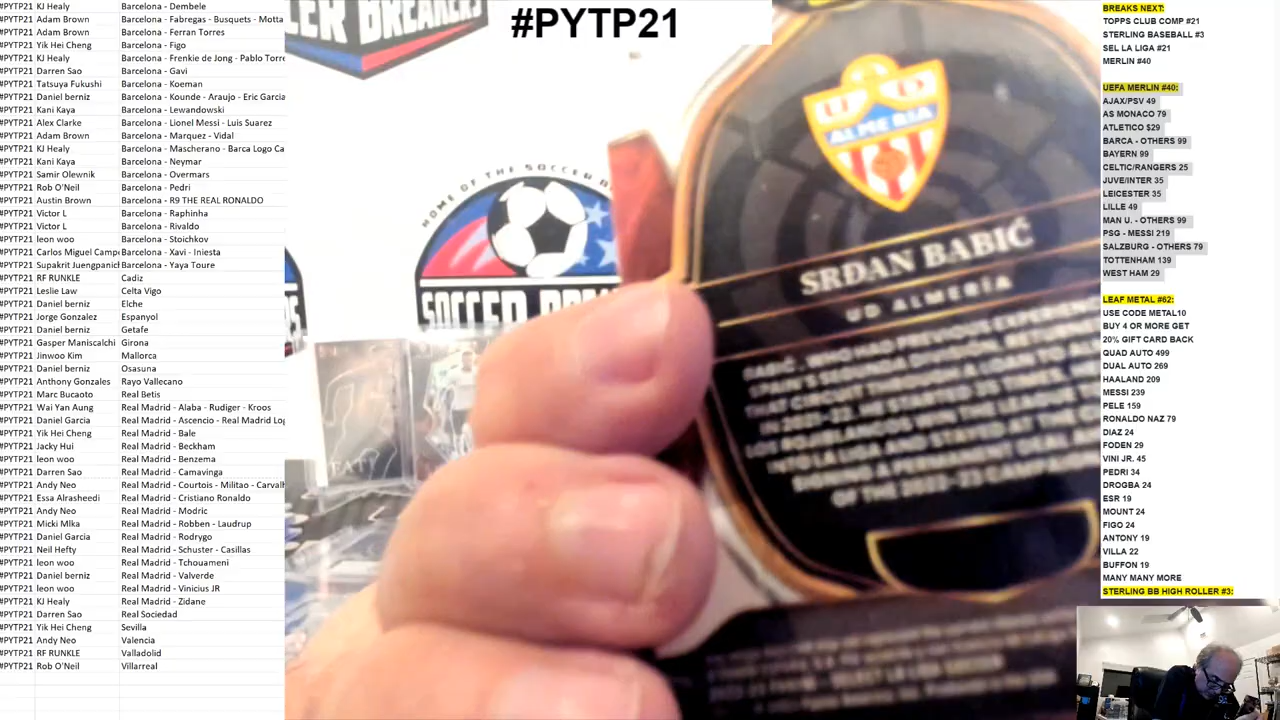 #PYTP21 KJ Healy Barcelona - Dembele
#PYTP21 Adam Brown Barcelona - Fabregas - Busquets - Motta
#PYTP21 Adam Brown Barcelona - Ferran Torres
#PYTP21 Yik Hei Cheng Barcelona - Figo
#PYTP21 KJ Healy Barcelona - Frenkie de Jong - Pablo Torre
#PYTP21 Darren Sao Barcelona - Gavi
#PYTP21 Tatsuya Fukushi Barcelona - Koeman
#PYTP21 Daniel berniz Barcelona - Kounde - Araujo - Eric Garcia
#PYTP21 Kani Kaya Barcelona - Lewandowski
#PYTP21 Alex Clarke Barcelona - Lionel Messi - Luis Suarez
#PYTP21 Adam Brown Barcelona - Marquez - Vidal
#PYTP21 KJ Healy Barcelona - Mascherano - Barca Logo Ca
#PYTP21 Kani Kaya Barcelona - Neymar
#PYTP21 Samir Olewnik Barcelona - Overmars
#PYTP21 Rob O'Neil Barcelona - Pedri
#PYTP21 Austin Brown Barcelona - R9 THE REAL RONALDO
#PYTP21 Victor L Barcelona - Raphinha
#PYTP21 Victor L Barcelona - Rivaldo
#PYTP21 leon woo Barcelona - Stoichkov
#PYTP21 Carlos Miguel Campo Barcelona - Xavi - Iniesta
#PYTP21 Supakrit Juengpanich Barcelona - Yaya Toure
#PYTP21 RF RUNKLE Cadiz
#PYTP21 Leslie Law Celta Vigo
#PYTP21 Daniel berniz Elche
#PYTP21 Jorge Gonzalez Espanyol
#PYTP21 Daniel berniz Getafe
#PYTP21 Gasper Maniscalchi Girona
#PYTP21 Jinwoo Kim Mallorca
#PYTP21 Daniel berniz Osasuna
#PYTP21 Anthony Gonzales Rayo Vallecano
#PYTP21 Marc Bucaoto Real Betis
#PYTP21 Wai Yan Aung Real Madrid - Alaba - Rudiger - Kroos
#PYTP21 Daniel Garcia Real Madrid - Ascencio - Real Madrid Log
#PYTP21 Yik Hei Cheng Real Madrid - Bale
#PYTP21 Jacky Hui Real Madrid - Beckham
#PYTP21 leon woo Real Madrid - Benzema
#PYTP21 Darren Sao Real Madrid - Camavinga
#PYTP21 Andy Neo Real Madrid - Courtois - Militao - Carvalh
#PYTP21 Essa Alrasheedi Real Madrid - Cristiano Ronaldo
#PYTP21 Andy Neo Real Madrid - Modric
#PYTP21 Micki Mlka Real Madrid - Robben - Laudrup
#PYTP21 Daniel Garcia Real Madrid - Rodrygo
#PYTP21 Neil Hefty Real Madrid - Schuster - Casillas
#PYTP21 leon woo Real Madrid - Tchouameni
#PYTP21 Daniel berniz Real Madrid - Valverde
#PYTP21 leon woo Real Madrid - Vinicius JR
#PYTP21 KJ Healy Real Madrid - Zidane
#PYTP21 Darren Sao Real Sociedad
#PYTP21 Yik Hei Cheng Sevilla
#PYTP21 Andy Neo Valencia
#PYTP21 RF RUNKLE Valladolid
#PYTP21 Rob O'Neil Villarreal
#PYTP21
HOME OF THE SOCCER
SOCCER
ALMERIA
SRĐAN BABIĆ
UD ALMERIA
BREAKS NEXT:
TOPPS CLUB COMP #21
STERLING BASEBALL #3
SEL LA LIGA #21
MERLIN #40
UEFA MERLIN #40:
AJAX/PSV 49
AS MONACO 79
ATLETICO $29
BARCA - OTHERS 99
BAYERN 99
CELTIC/RANGERS 25
JUVE/INTER 35
LEICESTER 35
LILLE 49
MAN U. - OTHERS 99
PSG - MESSI 219
SALZBURG - OTHERS 79
TOTTENHAM 139
WEST HAM 29
LEAF METAL #62:
USE CODE METAL10
BUY 4 OR MORE GET
20% GIFT CARD BACK
QUAD AUTO 499
DUAL AUTO 269
HAALAND 209
MESSI 239
PELE 159
RONALDO NAZ 79
DIAZ 24
FODEN 29
VINI JR. 45
PEDRI 34
DROGBA 24
ESR 19
MOUNT 24
FIGO 24
ANTONY 19
VILLA 22
BUFFON 19
MANY MANY MORE
STERLING BB HIGH ROLLER #3: